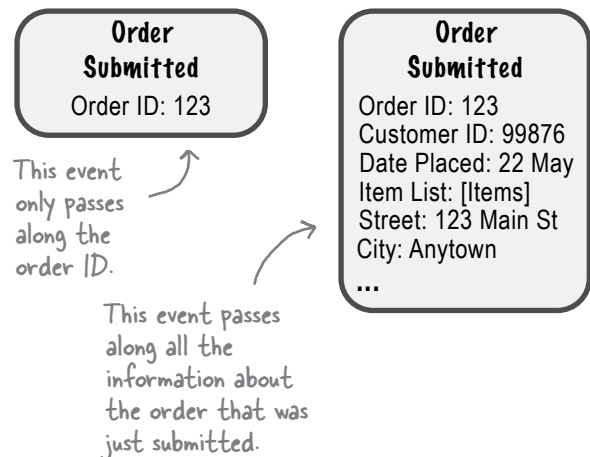 Order
Submitted
Order ID: 123
This event
only passes
along the
order ID.
Order
Submitted
Order ID: 123
Customer ID: 99876
Date Placed: 22 May
Item List: [Items]
Street: 123 Main St
City: Anytown
...
This event passes
along all the
information about
the order that was
just submitted.